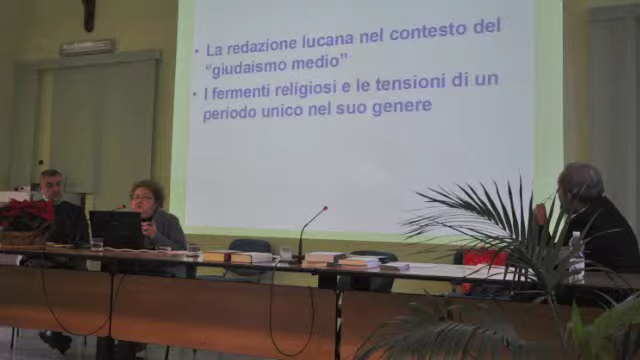 • La redazione lucana nel contesto del
“giudaismo medio”
• I fermenti religiosi e le tensioni di un
periodo unico nel suo genere